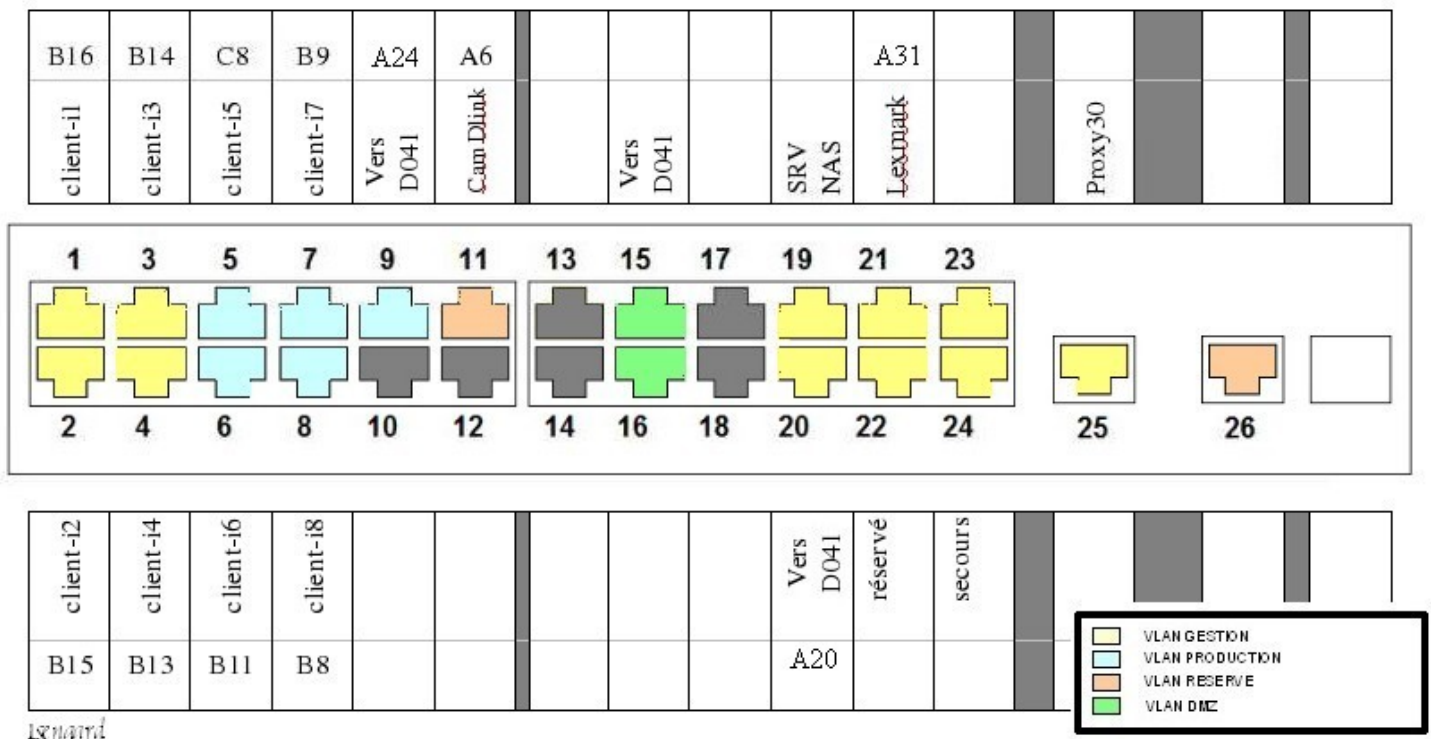 B16 B14 C8 B9 A24 A6 A31
client-i1 client-i3 client-i5 client-i7 Vers D041 Cam Dlink Vers D041 SRV NAS Lexmark Proxy30
1 3 5 7 9 11 13 15 17 19 21 23
2 4 6 8 10 12 14 16 18 20 22 24 25 26
client-i2 client-i4 client-i6 client-i8 Vers D041 réservé secours
B15 B13 B11 B8 A20
VLAN GESTION
VLAN PRODUCTION
VLAN RESERVE
VLAN DMZ
Isengard